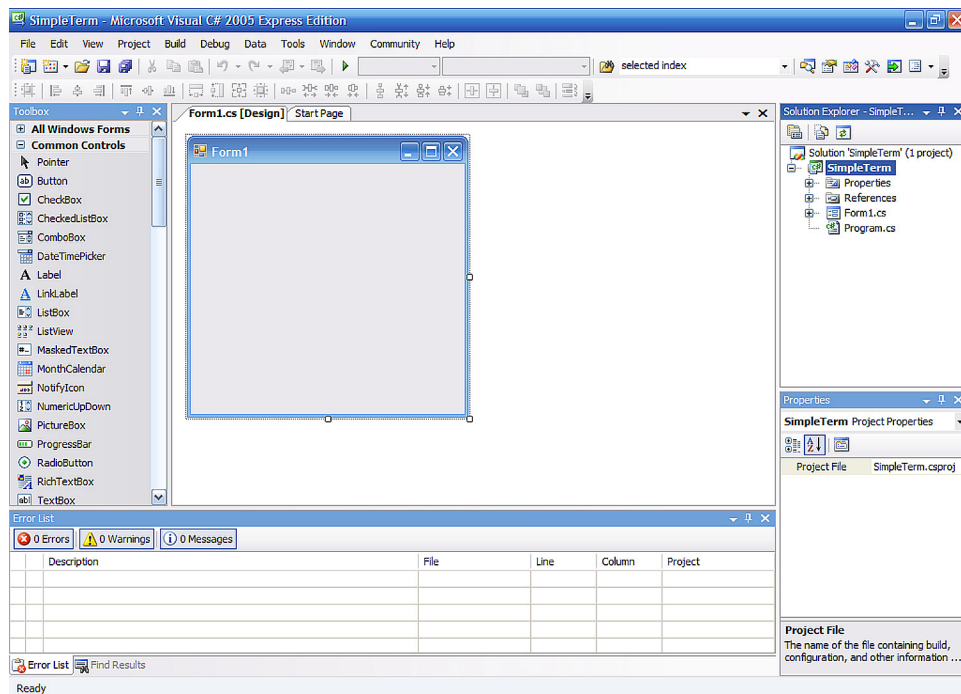 SimpleTerm - Microsoft Visual C# 2005 Express Edition
File Edit View Project Build Debug Data Tools Window Community Help
selected index
Toolbox
All Windows Forms
Common Controls
Pointer
Button
CheckBox
CheckedListBox
ComboBox
DateTimePicker
Label
LinkLabel
ListBox
ListView
MaskedTextBox
MonthCalendar
NotifyIcon
NumericUpDown
PictureBox
ProgressBar
RadioButton
RichTextBox
TextBox
Form1.cs [Design] Start Page
Form1
Solution Explorer - SimpleT...
Solution 'SimpleTerm' (1 project)
SimpleTerm
Properties
References
Form1.cs
Program.cs
Properties
SimpleTerm Project Properties
Project File SimpleTerm.csproj
Project File
The name of the file containing build,
configuration, and other information ...
Error List
0 Errors 0 Warnings 0 Messages
Description File Line Column Project
Error List Find Results
Ready